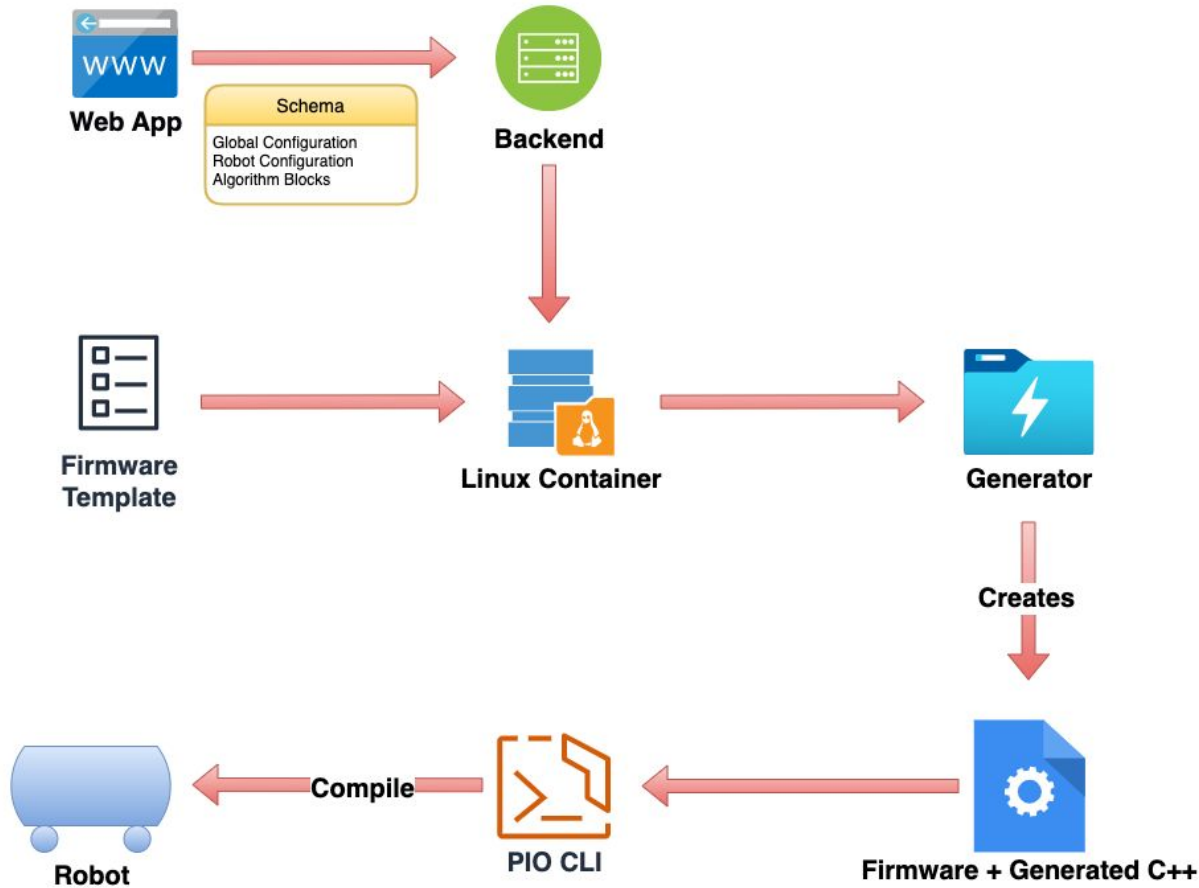 WWW
Web App
Schema
Global Configuration
Robot Configuration
Algorithm Blocks
Backend
Firmware
Template
Linux Container
Generator
Creates
Robot
Compile
PIO CLI
Firmware + Generated C++